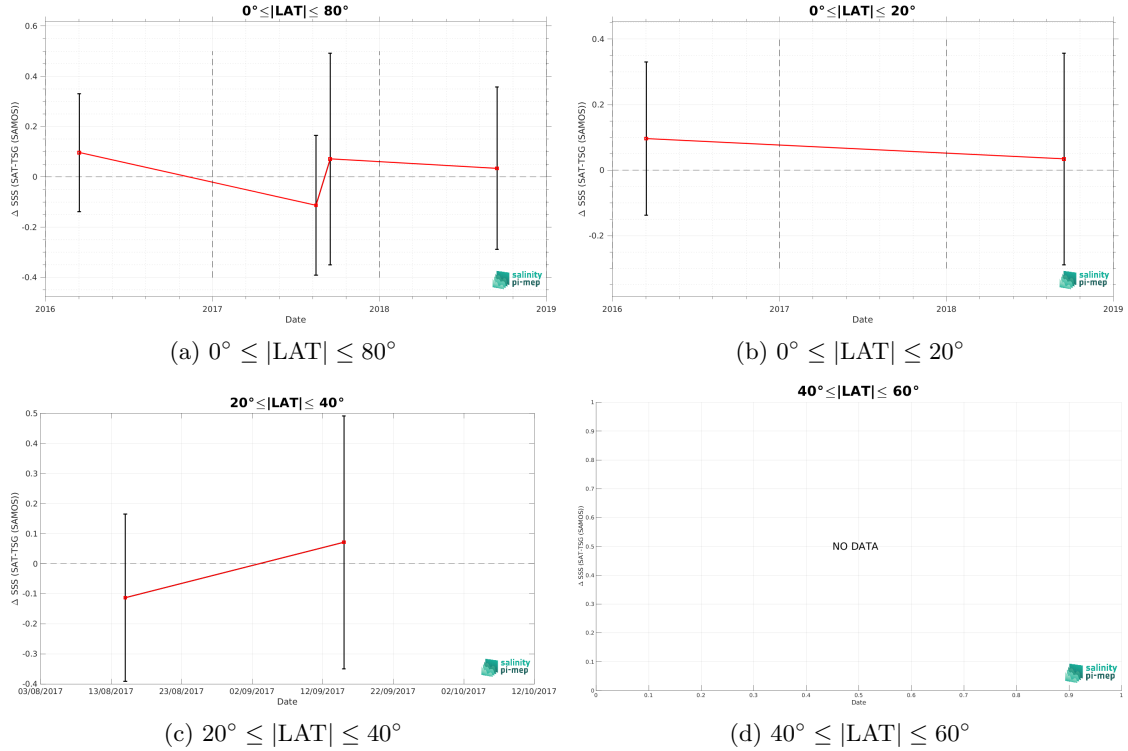 0°≤|LAT|≤ 80°
Δ SSS (SAT-TSG (SAMOS))
0.6
0.4
0.2
0
-0.2
-0.4
2016
2017
2018
2019
Date
salinity
pi-mep
(a) 0° ≤ |LAT| ≤ 80°
0°≤|LAT|≤ 20°
Δ SSS (SAT-TSG (SAMOS))
0.4
0.2
0
-0.2
2016
2017
2018
2019
Date
salinity
pi-mep
(b) 0° ≤ |LAT| ≤ 20°
20°≤|LAT|≤ 40°
Δ SSS (SAT-TSG (SAMOS))
0.5
0.4
0.3
0.2
0.1
0
-0.1
-0.2
-0.3
-0.4
03/08/2017
13/08/2017
23/08/2017
02/09/2017
12/09/2017
22/09/2017
02/10/2017
12/10/2017
Date
salinity
pi-mep
(c) 20° ≤ |LAT| ≤ 40°
40°≤|LAT|≤ 60°
Δ SSS (SAT-TSG (SAMOS))
1
0.9
0.8
0.7
0.6
0.5
0.4
0.3
0.2
0.1
0
NO DATA
0
0.1
0.2
0.3
0.4
0.5
0.6
0.7
0.8
0.9
1
Date
salinity
pi-mep
(d) 40° ≤ |LAT| ≤ 60°